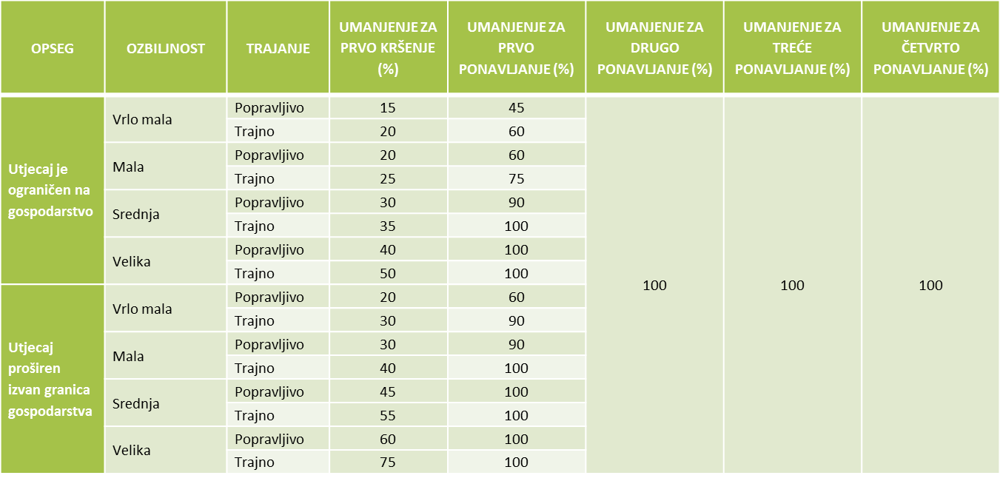 OPSEG
OZBILJNOST
TRAJANJE
UMANJENJE ZA
PRVO KRŠENJE
(%)
UMANJENJE ZA
PRVO
PONAVLJANJE (%)
UMANJENJE ZA
DRUGO
PONAVLJANJE (%)
UMANJENJE ZA
TREĆE
PONAVLJANJE (%)
UMANJENJE ZA
ČETVRTO
PONAVLJANJE (%)
Utjecaj je
ograničen na
gospodarstvo
Vrlo mala
Popravljivo 15 45
Trajno 20 60
Mala
Popravljivo 20 60
Trajno 25 75
Srednja
Popravljivo 30 90
Trajno 35 100
Velika
Popravljivo 40 100
Trajno 50 100
100 100 100
Utjecaj
proširen
izvan granica
gospodarstva
Vrlo mala
Popravljivo 20 60
Trajno 30 90
Mala
Popravljivo 30 90
Trajno 40 100
Srednja
Popravljivo 45 100
Trajno 55 100
Velika
Popravljivo 60 100
Trajno 75 100